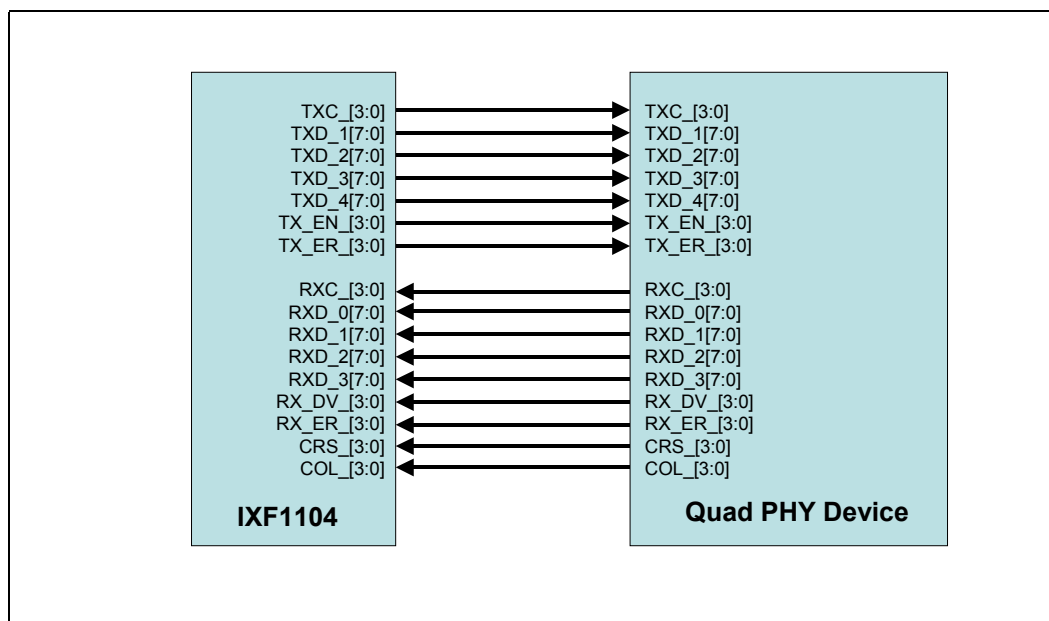 TXC_[3:0] TXC_[3:0]
TXD_1[7:0] TXD_1[7:0]
TXD_2[7:0] TXD_2[7:0]
TXD_3[7:0] TXD_3[7:0]
TXD_4[7:0] TXD_4[7:0]
TX_EN_[3:0] TX_EN_[3:0]
TX_ER_[3:0] TX_ER_[3:0]
RXC_[3:0] RXC_[3:0]
RXD_0[7:0] RXD_0[7:0]
RXD_1[7:0] RXD_1[7:0]
RXD_2[7:0] RXD_2[7:0]
RXD_3[7:0] RXD_3[7:0]
RX_DV_[3:0] RX_DV_[3:0]
RX_ER_[3:0] RX_ER_[3:0]
CRS_[3:0] CRS_[3:0]
COL_[3:0] COL_[3:0]
IXF1104 Quad PHY Device